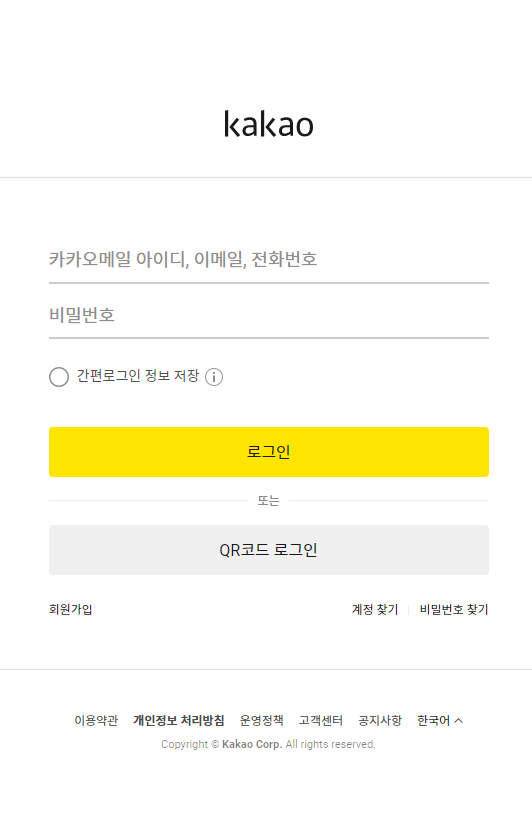 kakao
카카오메일 아이디, 이메일, 전화번호
비밀번호
간편로그인 정보 저장
로그인
또는
QR코드 로그인
회원가입 계정 찾기 비밀번호 찾기
이용약관 개인정보 처리방침 운영정책 고객센터 공지사항 한국어
Copyright © Kakao Corp. All rights reserved.